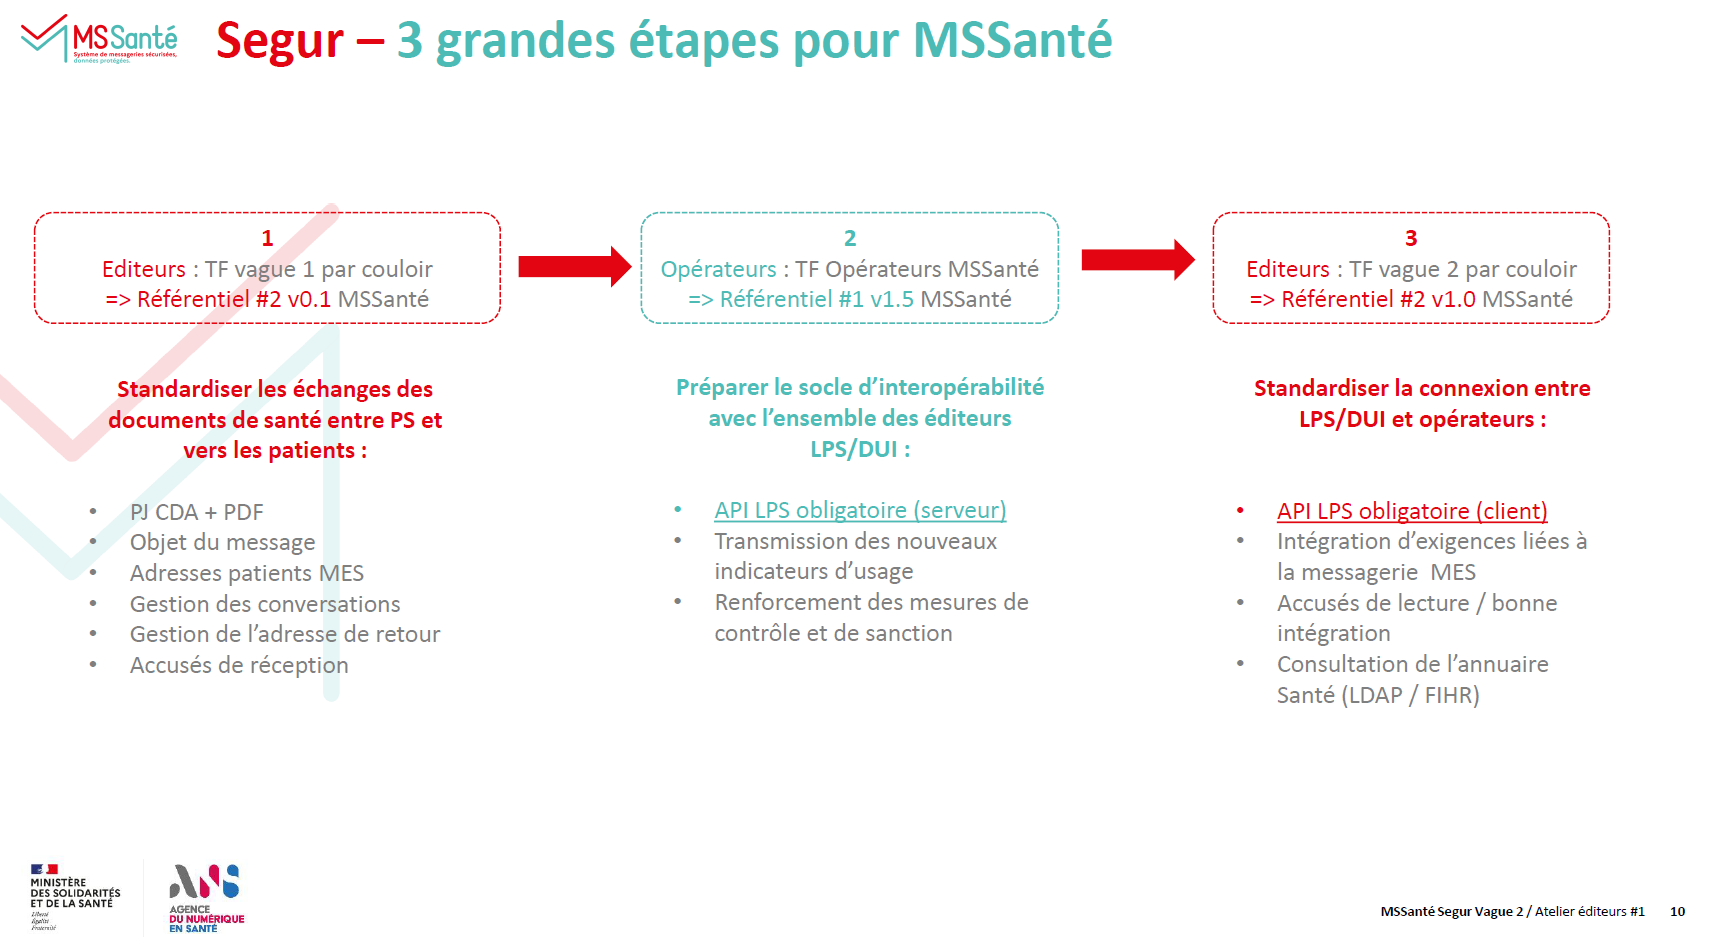 MSSanté
Système de messageries sécurisées,
données protégées.
Segur – 3 grandes étapes pour MSSanté
1
Editeurs : TF vague 1 par couloir
=> Référentiel #2 v0.1 MSSanté
2
Opérateurs : TF Opérateurs MSSanté
=> Référentiel #1 v1.5 MSSanté
3
Editeurs : TF vague 2 par couloir
=> Référentiel #2 v1.0 MSSanté
Standardiser les échanges des
documents de santé entre PS et
vers les patients :
• PJ CDA + PDF
• Objet du message
• Adresses patients MES
• Gestion des conversations
• Gestion de l’adresse de retour
• Accusés de réception
Préparer le socle d’interopérabilité
avec l’ensemble des éditeurs
LPS/DUI :
• API LPS obligatoire (serveur)
• Transmission des nouveaux
indicateurs d’usage
• Renforcement des mesures de
contrôle et de sanction
Standardiser la connexion entre
LPS/DUI et opérateurs :
• API LPS obligatoire (client)
• Intégration d’exigences liées à
la messagerie MES
• Accusés de lecture / bonne
intégration
• Consultation de l’annuaire
Santé (LDAP / FIHR)
MINISTÈRE
DES SOLIDARITÉS
ET DE LA SANTÉ
Liberté
Égalité
Fraternité
ANS
AGENCE
DU NUMÉRIQUE
EN SANTÉ
MSSanté Segur Vague 2 / Atelier éditeurs #1 10